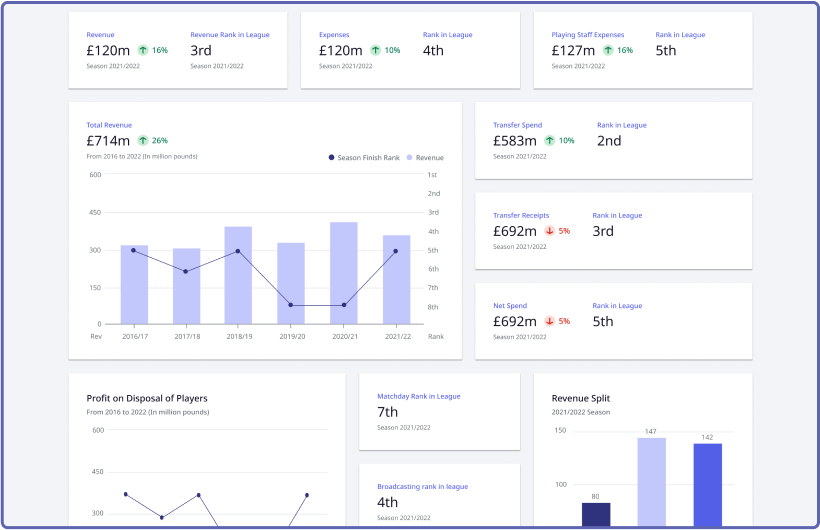 Revenue
£120m 16%
Season 2021/2022
Revenue Rank in League
3rd
Season 2021/2022
Expenses
£120m 10%
Season 2021/2022
Rank in League
4th
Playing Staff Expenses
£127m 16%
Season 2021/2022
Rank in League
5th
Total Revenue
£714m 26%
From 2016 to 2022 (In million pounds)
Season Finish Rank Revenue
600 1st
2nd
450 3rd
4th
300 5th
6th
150 7th
8th
0
Rev 2016/17 2017/18 2018/19 2019/20 2020/21 2021/22 Rank
Transfer Spend
£583m 10%
Season 2021/2022
Rank in League
2nd
Transfer Receipts
£692m 5%
Season 2021/2022
Rank in League
3rd
Net Spend
£692m 5%
Season 2021/2022
Rank in League
5th
Profit on Disposal of Players
From 2016 to 2022 (In million pounds)
600
450
300
Matchday Rank in League
7th
Season 2021/2022
Broadcasting rank in league
4th
Season 2021/2022
Revenue Split
2021/2022 Season
150
100
147
142
80